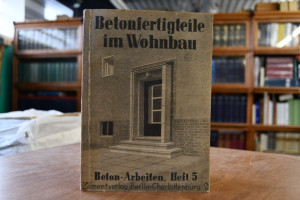 Betonfertigteile
im Wohnbau
Beton-Arbeiten, Heft 5
Zementverlag Berlin-Charlottenburg 2